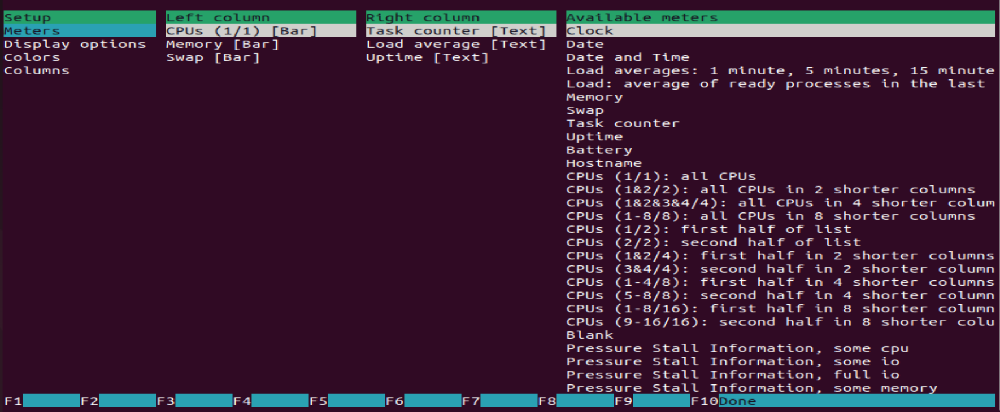 Setup Left column Right column Available meters
Meters CPUs (1/1) [Bar] Task counter [Text] Clock
Display options Memory [Bar] Load average [Text] Date
Colors Swap [Bar] Uptime [Text] Date and Time
Columns Load averages: 1 minute, 5 minutes, 15 minute
Load: average of ready processes in the last
Memory
Swap
Task counter
Uptime
Battery
Hostname
CPUs (1/1): all CPUs
CPUs (1&2/2): all CPUs in 2 shorter columns
CPUs (1&2&3&4/4): all CPUs in 4 shorter colum
CPUs (1-8/8): all CPUs in 8 shorter columns
CPUs (1/2): first half of list
CPUs (2/2): second half of list
CPUs (1&2/4): first half in 2 shorter columns
CPUs (3&4/4): second half in 2 shorter column
CPUs (1-4/8): first half in 4 shorter columns
CPUs (5-8/8): second half in 4 shorter column
CPUs (1-8/16): first half in 8 shorter column
CPUs (9-16/16): second half in 8 shorter colu
Blank
Pressure Stall Information, some cpu
Pressure Stall Information, some io
Pressure Stall Information, full io
Pressure Stall Information, some memory
F1 F2 F3 F4 F5 F6 F7 F8 F9 F10Done